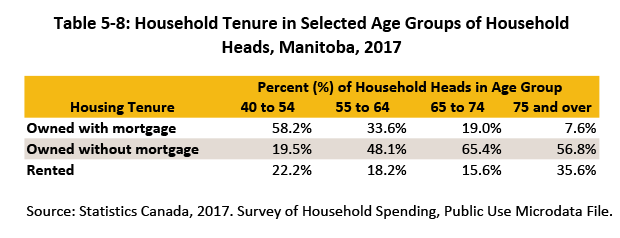 Table 5-8: Household Tenure in Selected Age Groups of Household
Heads, Manitoba, 2017
Percent (%) of Household Heads in Age Group
Housing Tenure 40 to 54 55 to 64 65 to 74 75 and over
Owned with mortgage 58.2% 33.6% 19.0% 7.6%
Owned without mortgage 19.5% 48.1% 65.4% 56.8%
Rented 22.2% 18.2% 15.6% 35.6%
Source: Statistics Canada, 2017. Survey of Household Spending, Public Use Microdata File.